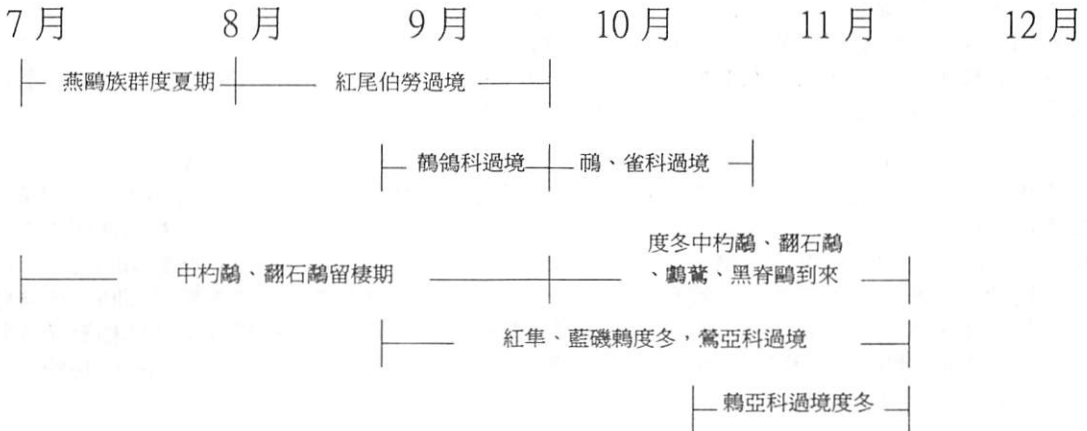 7月 8月 9月 10月 11月 12月
燕鷗族群度夏期 紅尾伯勞過境
鶺鴒科過境 鴯、雀科過境
度冬中杓鷸、翻石鷸
中杓鷸、翻石鷸留棲期 、鸕鶿、黑脊鷗到來
紅隼、藍磯鶇度冬，鶯亞科過境
鶇亞科過境度冬